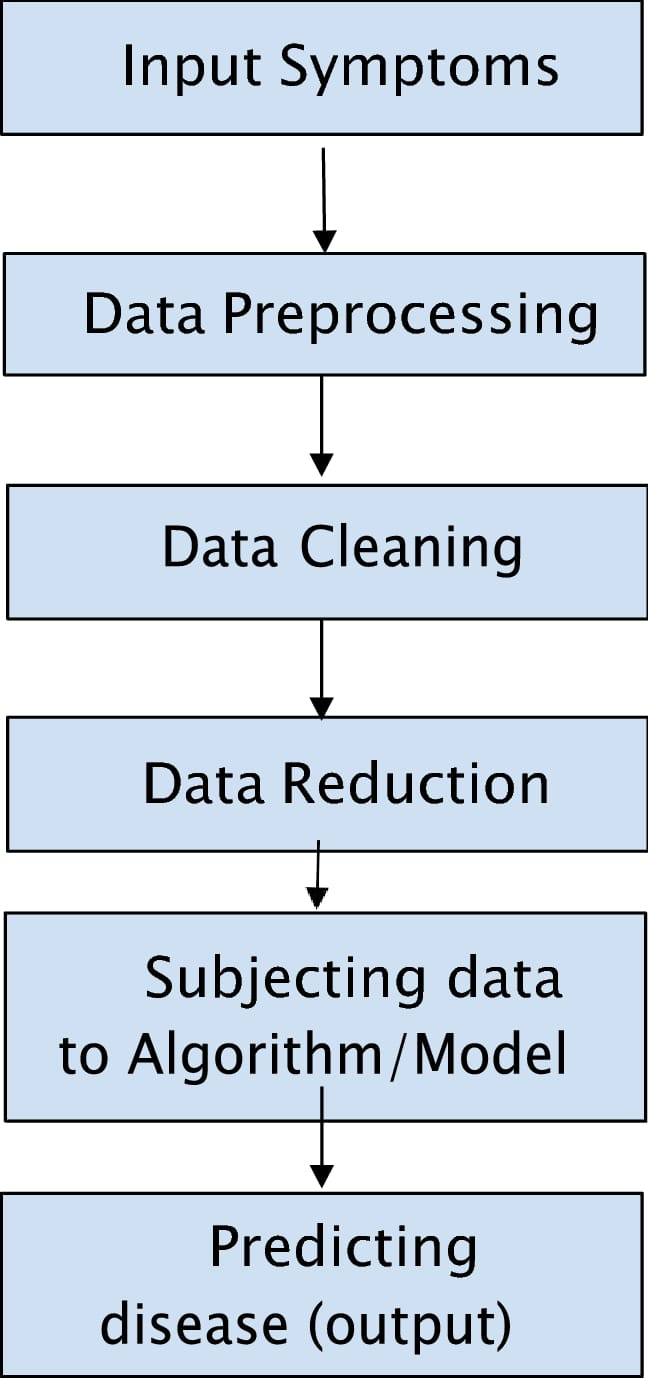 Input Symptoms
Data Preprocessing
Data Cleaning
Data Reduction
Subjecting data
to Algorithm/Model
Predicting
disease (output)